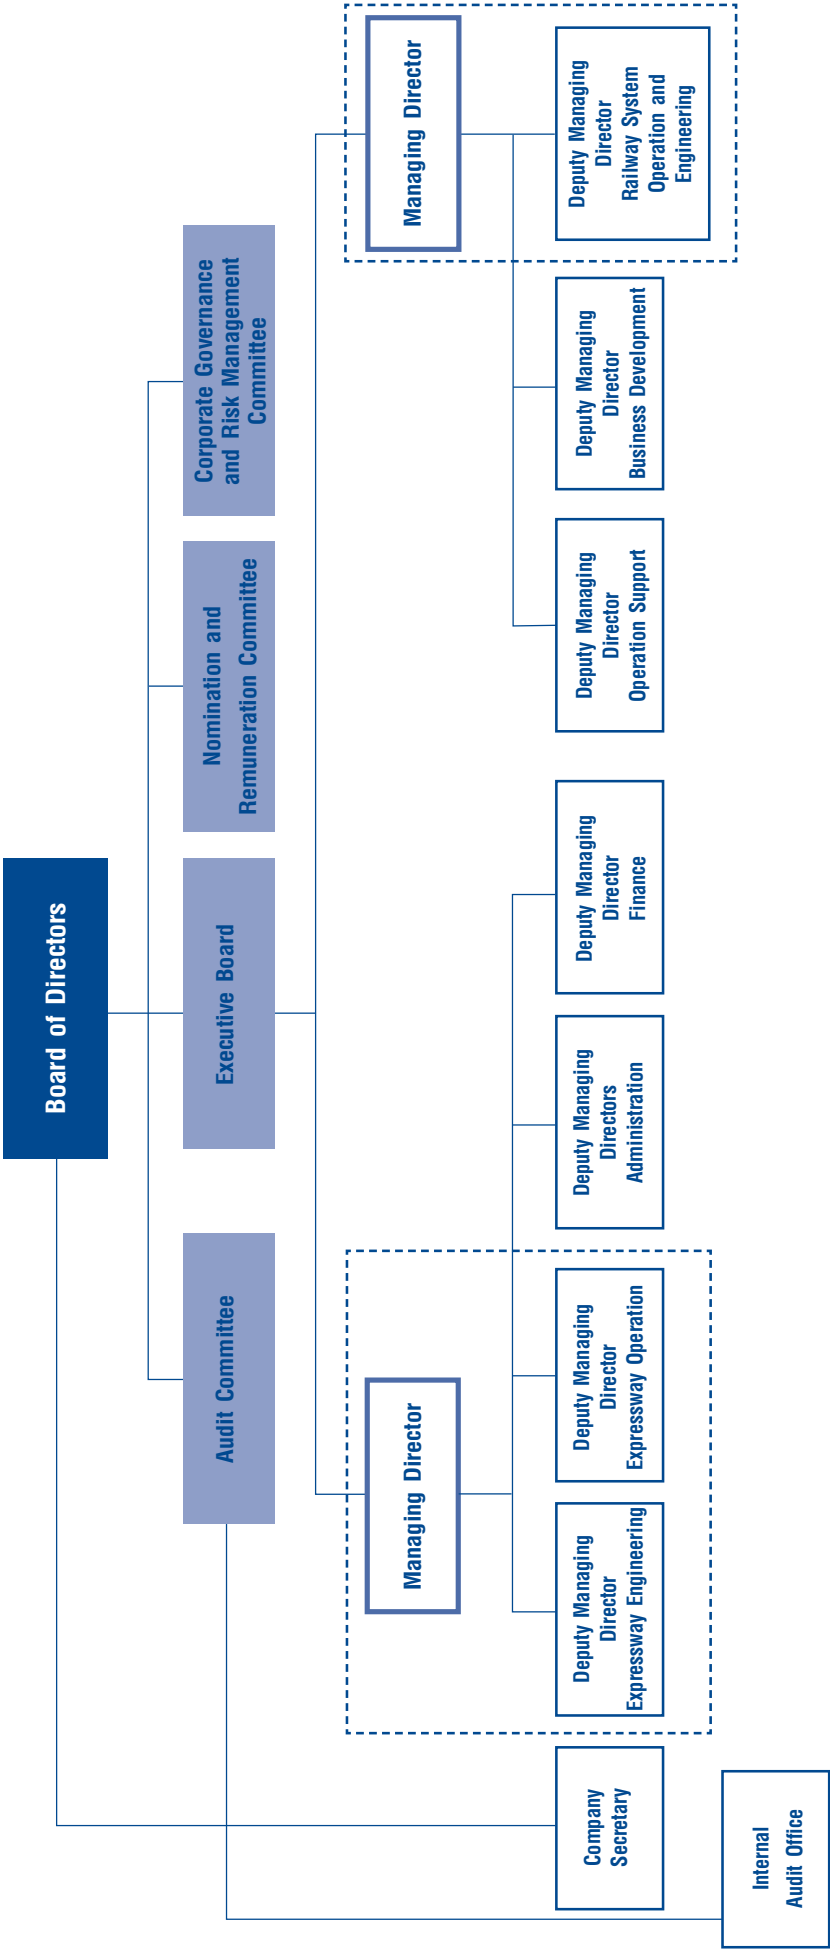 Board of Directors
Audit Committee
Executive Board
Nomination and
Remuneration Committee
Corporate Governance
and Risk Management
Committee
Managing Director
Managing Director
Company
Secretary
Deputy Managing
Director
Expressway Engineering
Deputy Managing
Director
Expressway Operation
Deputy Managing
Directors
Administration
Deputy Managing
Director
Finance
Deputy Managing
Director
Operation Support
Deputy Managing
Director
Business Development
Deputy Managing
Director
Railway System
Operation and
Engineering
Internal
Audit Office